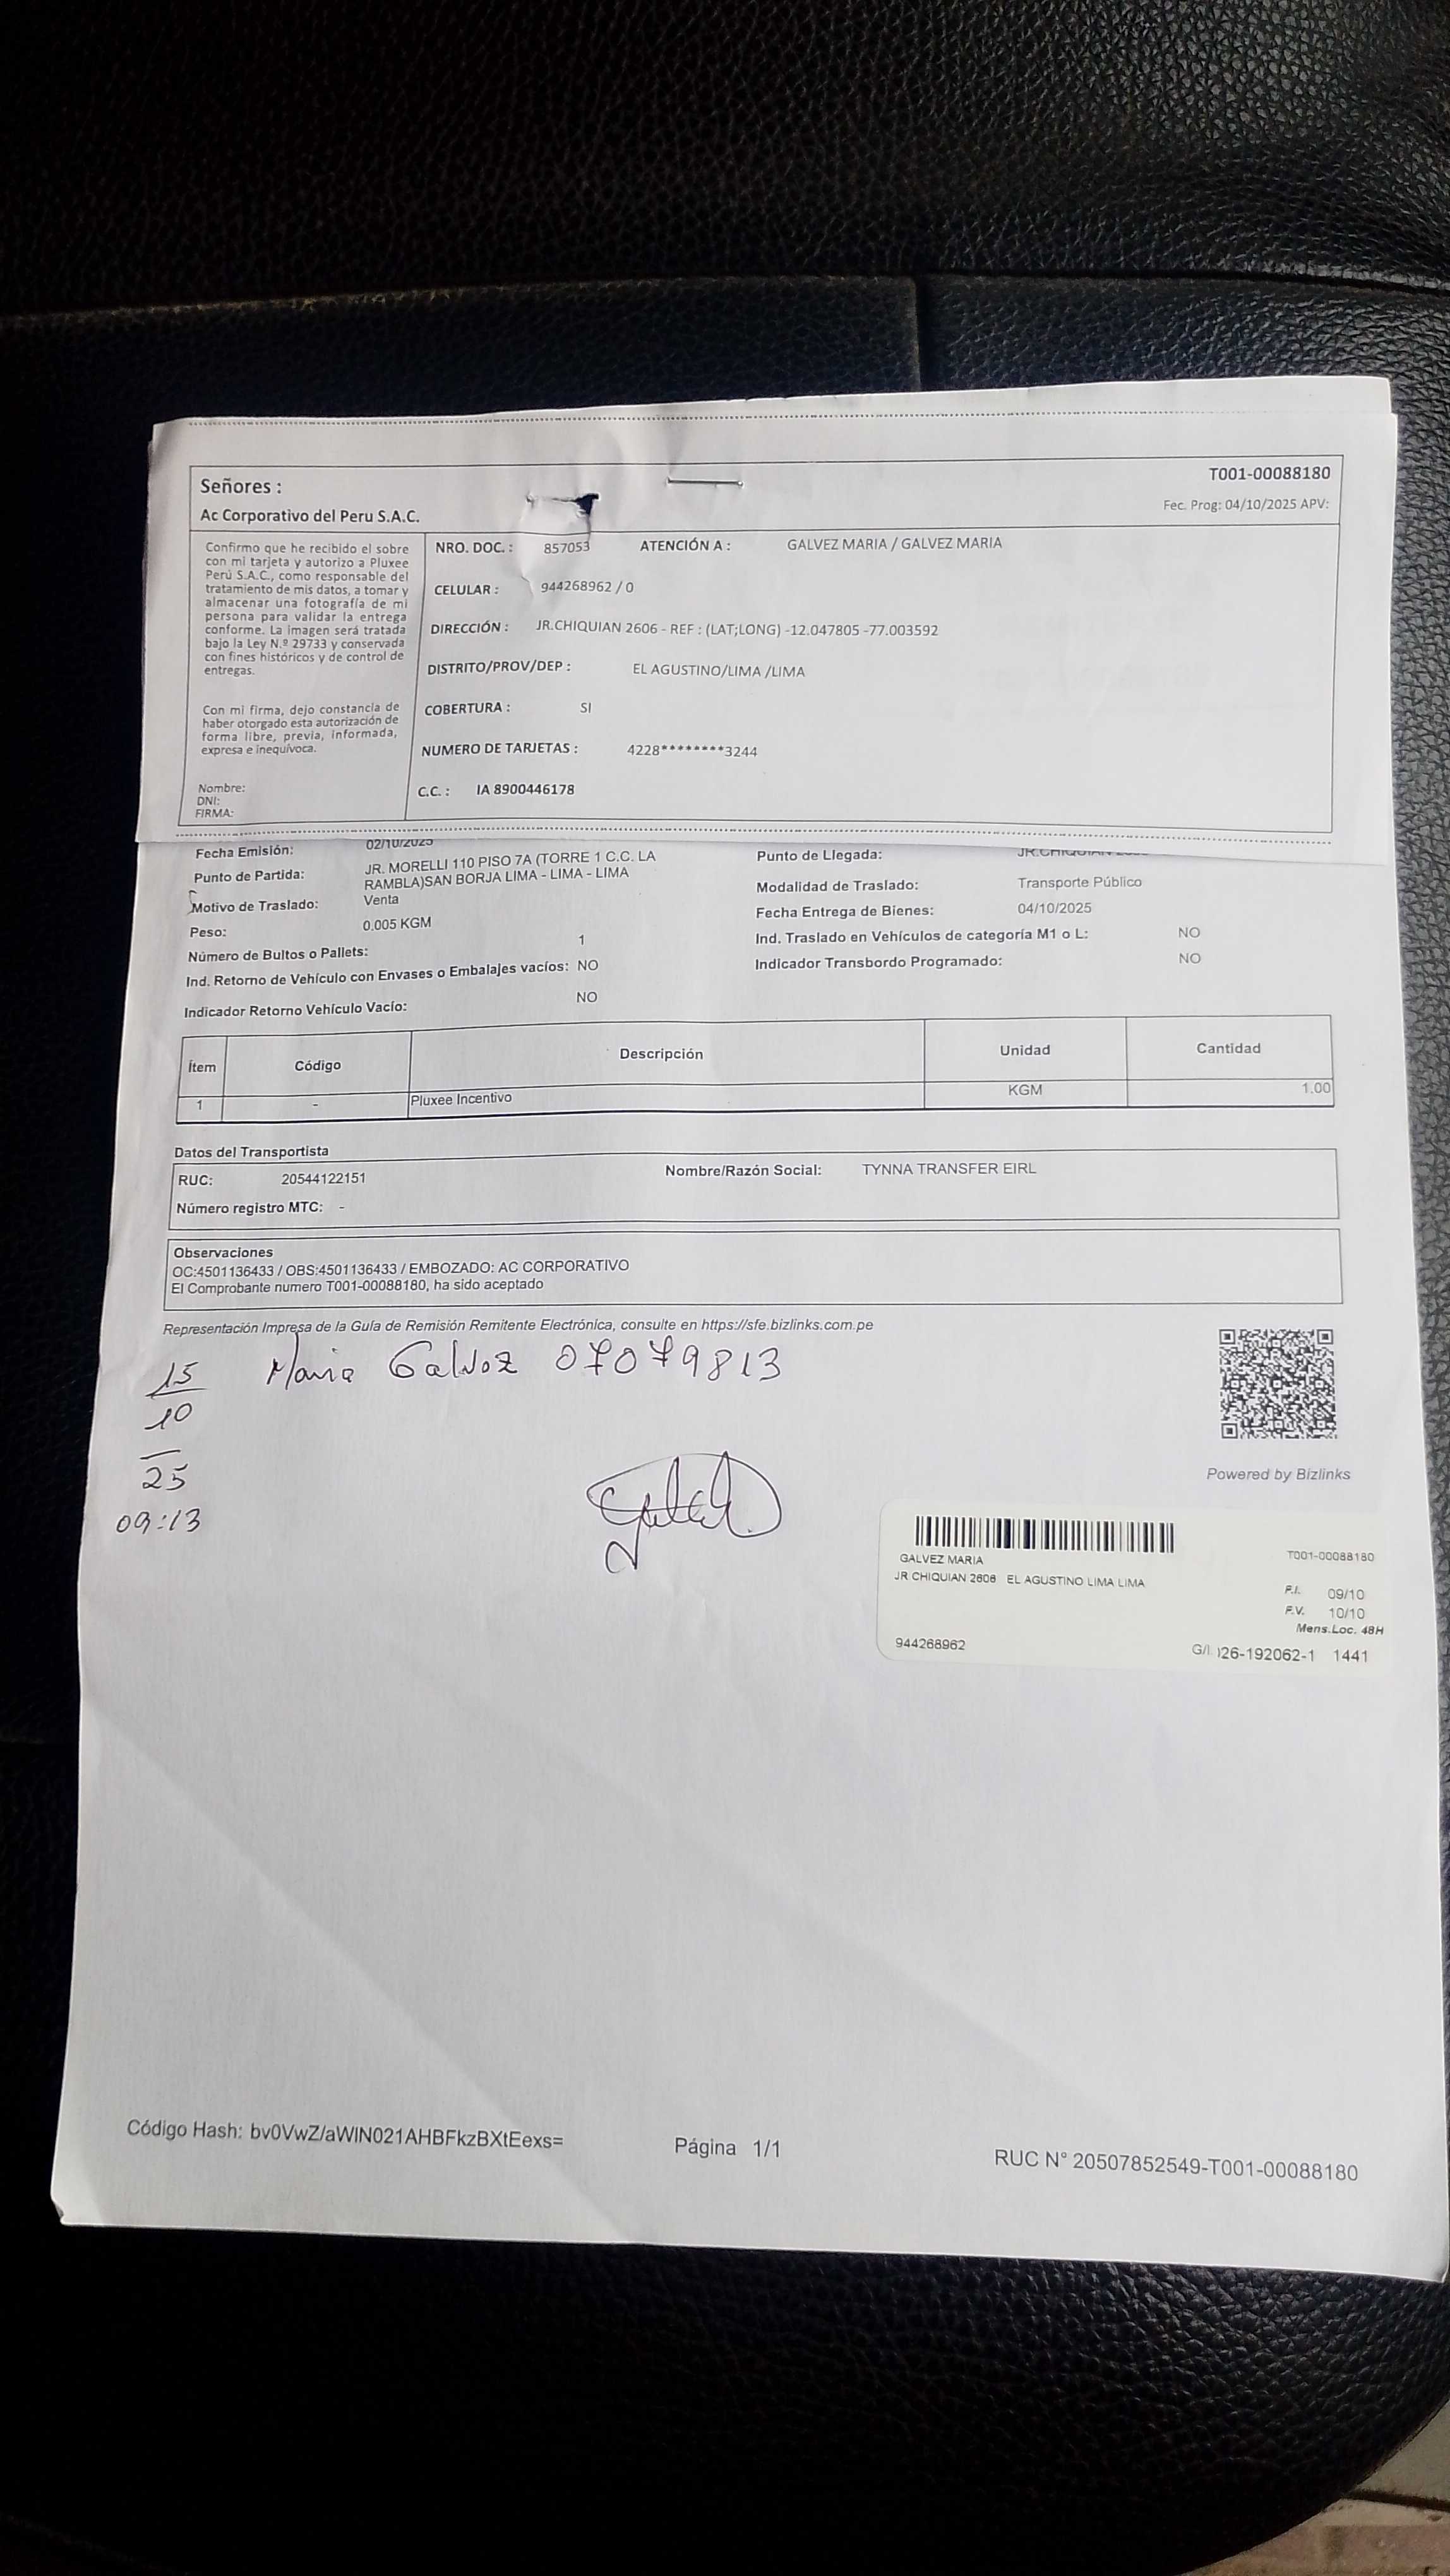 Señores :
T001-00088180
Ac Corporativo del Peru S.A.C.
Fec. Prog: 04/10/2025 APV:
Confirmo que he recibido el sobre
con mi tarjeta y autorizo a Pluxee
Perú S.A.C., como responsable del
tratamiento de mis datos, a tomar y
almacenar una fotografía de mi
persona para validar la entrega
conforme. La imagen será tratada
bajo la Ley N.º 29733 y conservada
con fines históricos y de control de
entregas.
Con mi firma, dejo constancia de
haber otorgado esta autorización de
forma libre, previa, informada,
expresa e inequívoca.
Nombre:
DNI:
FIRMA:
NRO. DOC. : 857053 ATENCIÓN A : GALVEZ MARIA / GALVEZ MARIA
CELULAR : 944268962 / 0
DIRECCIÓN : JR.CHIQUIAN 2606 - REF : (LAT;LONG) -12.047805 -77.003592
DISTRITO/PROV/DEP : EL AGUSTINO/LIMA /LIMA
COBERTURA : SI
NUMERO DE TARJETAS : 4228********3244
C.C. : IA 8900446178
Fecha Emisión: 02/10/2025
Punto de Partida: JR. MORELLI 110 PISO 7A (TORRE 1 C.C. LA
RAMBLA)SAN BORJA LIMA - LIMA - LIMA
Motivo de Traslado: Venta
Peso: 0.005 KGM
Número de Bultos o Pallets: 1
Ind. Retorno de Vehículo con Envases o Embalajes vacíos: NO
Indicador Retorno Vehículo Vacío: NO
Punto de Llegada: JR.CHIQUIAN
Modalidad de Traslado: Transporte Público
Fecha Entrega de Bienes: 04/10/2025
Ind. Traslado en Vehículos de categoría M1 o L: NO
Indicador Transbordo Programado: NO
Ítem Código Descripción Unidad Cantidad
1 - Pluxee Incentivo KGM 1.00
Datos del Transportista
RUC: 20544122151 Nombre/Razón Social: TYNNA TRANSFER EIRL
Número registro MTC: -
Observaciones
OC:4501136433 / OBS:4501136433 / EMBOZADO: AC CORPORATIVO
El Comprobante numero T001-00088180, ha sido aceptado
Representación Impresa de la Guía de Remisión Remitente Electrónica, consulte en https://sfe.bizlinks.com.pe
15 Maria Galvez 07079813
10
25
09:13
Powered by Bizlinks
GALVEZ MARIA T001-00088180
JR CHIQUIAN 2606 EL AGUSTINO LIMA LIMA
F.I. 09/10
F.V. 10/10
Mens.Loc. 48H
944268962 G/I 26-192062-1 1441
Código Hash: bv0VwZ/aWlN021AHBFkzBXtEexs=
Página 1/1
RUC N° 20507852549-T001-00088180